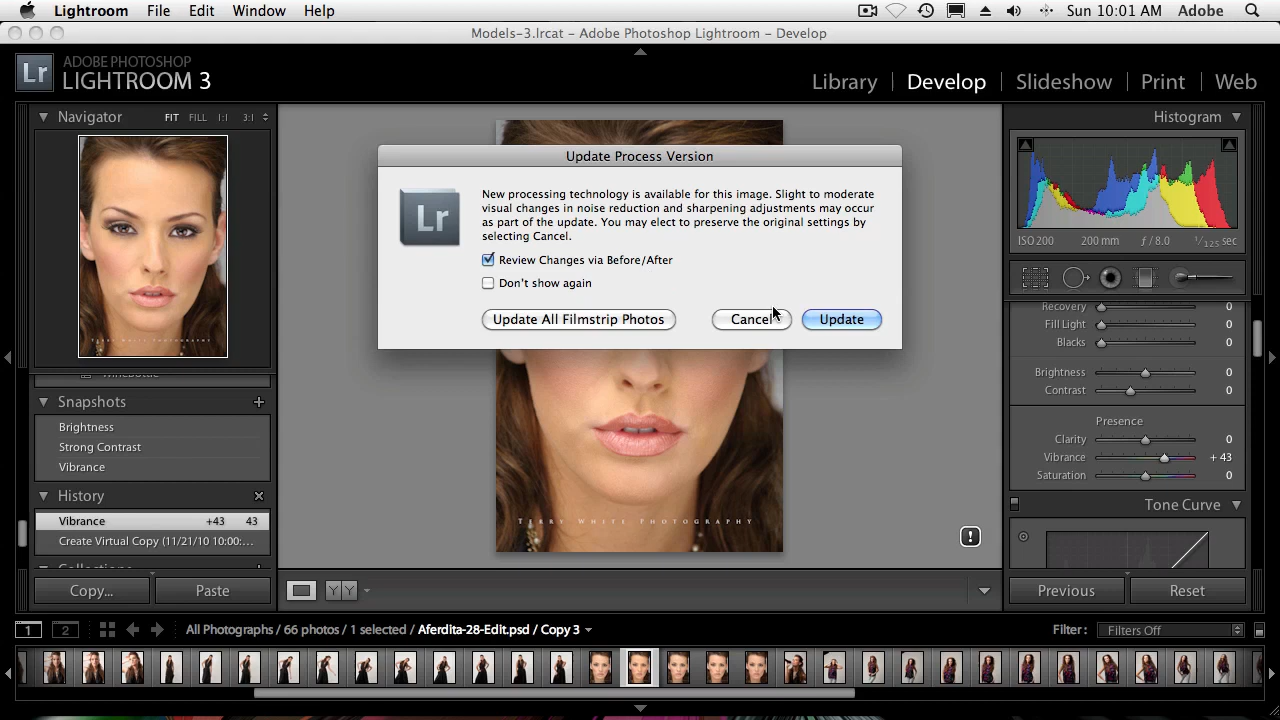 Lightroom File Edit Window Help Sun 10:01 AM Adobe
Models-3.lrcat – Adobe Photoshop Lightroom – Develop
Lr
ADOBE PHOTOSHOP
LIGHTROOM 3
Library Develop Slideshow Print Web
Navigator FIT FILL 1:1 3:1
Histogram
Update Process Version
Lr
New processing technology is available for this image. Slight to moderate
visual changes in noise reduction and sharpening adjustments may occur
as part of the update. You may elect to preserve the original settings by
selecting Cancel.
Review Changes via Before/After
Don't show again
Update All Filmstrip Photos Cancel Update
ISO 200 200 mm ƒ / 8.0 1/125 sec
Recovery 0
Fill Light 0
Blacks 0
Brightness 0
Contrast 0
Presence
Clarity 0
Vibrance + 43
Saturation 0
Tone Curve
WineBottle
Snapshots
Brightness
Strong Contrast
Vibrance
History
Vibrance +43 43
Create Virtual Copy (11/21/10 10:00:...
Collections
TERRY WHITE PHOTOGRAPHY
Copy... Paste
Y Y
Previous Reset
1 2 All Photographs / 66 photos / 1 selected / Aferdita-28-Edit.psd / Copy 3
Filter: Filters Off